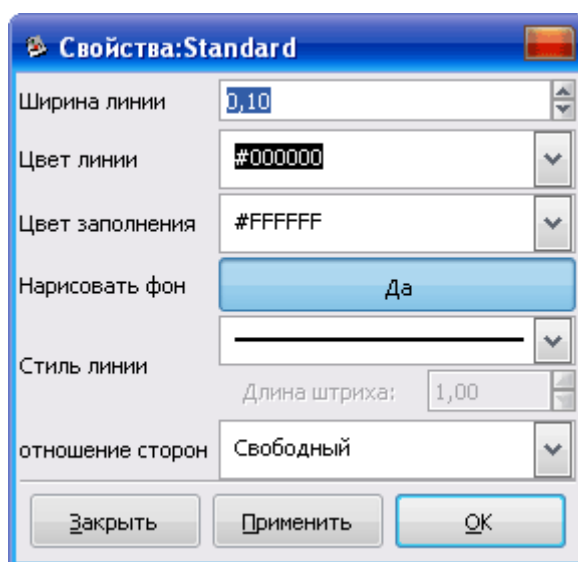 Свойства:Standard
Ширина линии 0,10
Цвет линии #000000
Цвет заполнения #FFFFFF
Нарисовать фон Да
Стиль линии
Длина штриха: 1,00
отношение сторон Свободный
Закрыть Применить OK